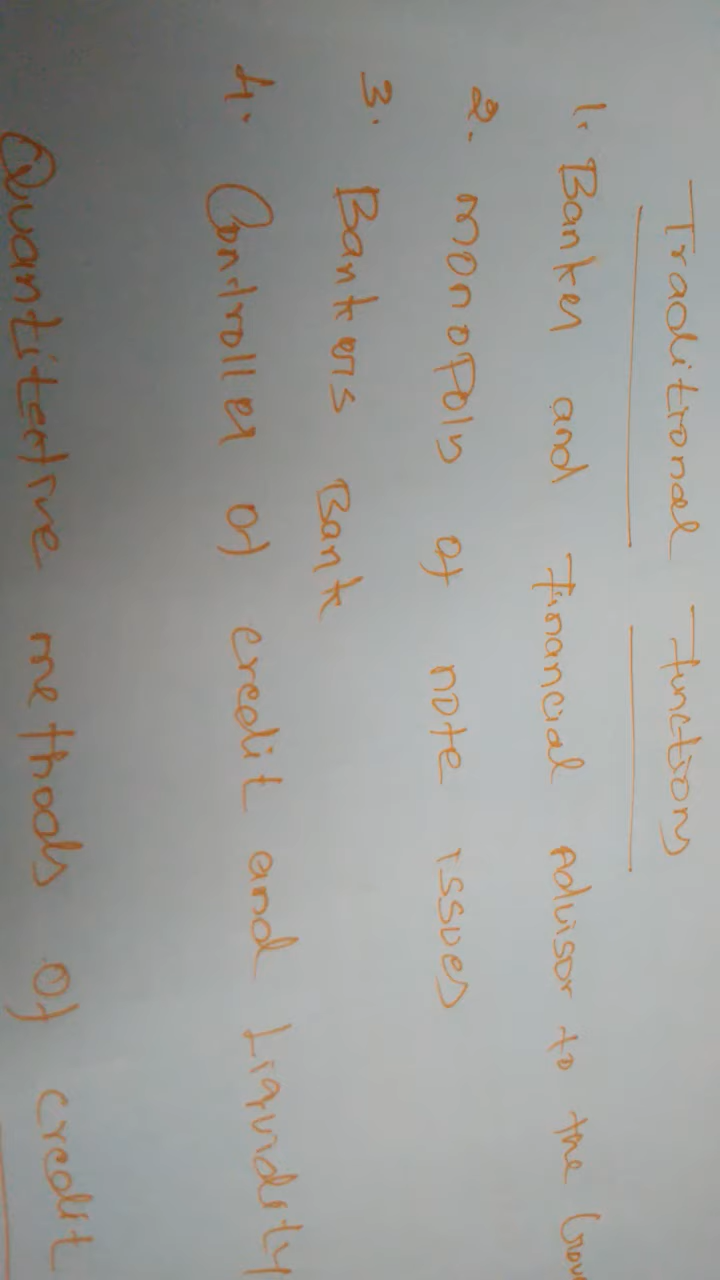 Traditional Functions
1. Banker and Financial Advisor to the Gov
2. monopoly of note issues
3. Bankers Bank
4. Controller of credit and Liquidity
Quantitative methods of credit